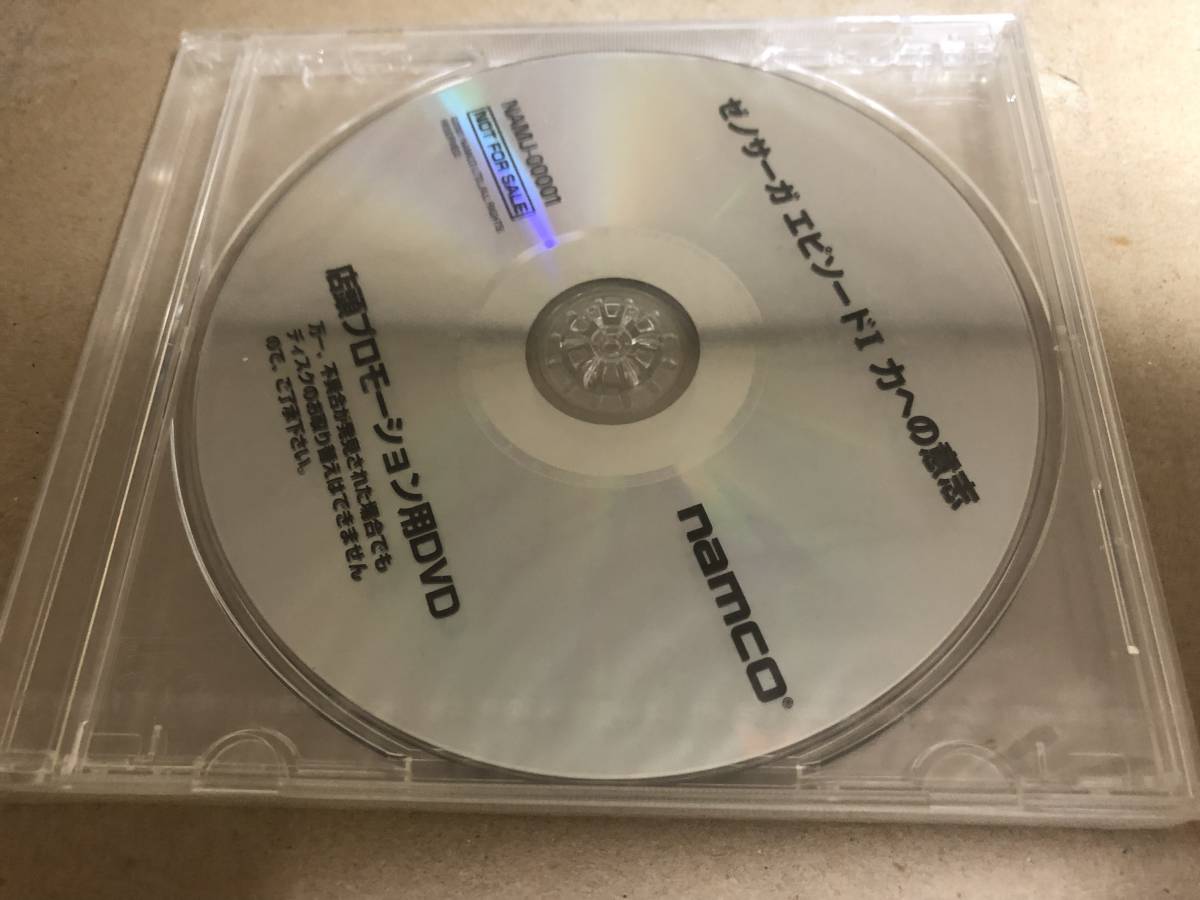 ゼノサーガ エピソードI 力への意志
namco®
NAMJ-00001
NOT FOR SALE
店頭プロモーション用DVD
万一、不具合が発見された場合でも
ディスクのお取り替えはできません
ので、ご了承下さい。